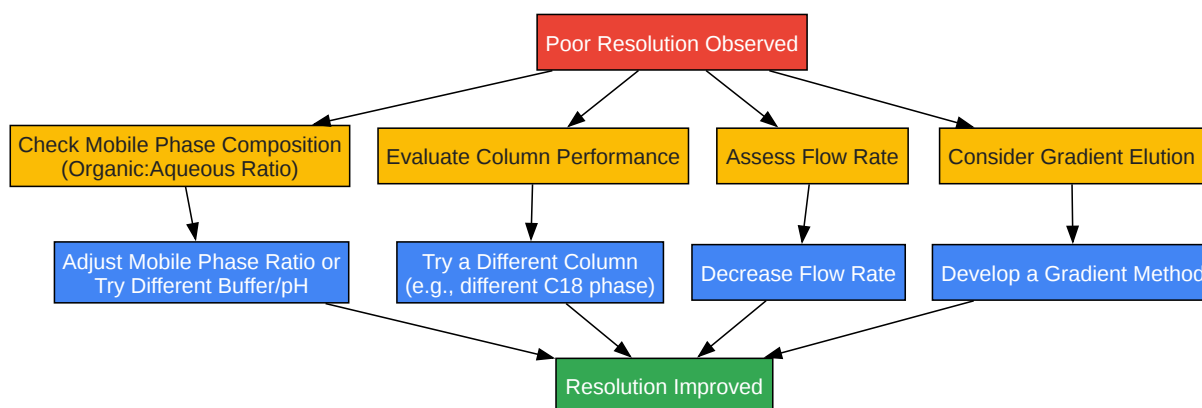 Poor Resolution Observed
Check Mobile Phase Composition
(Organic:Aqueous Ratio)
Evaluate Column Performance
Assess Flow Rate
Consider Gradient Elution
Adjust Mobile Phase Ratio or
Try Different Buffer/pH
Try a Different Column
(e.g., different C18 phase)
Decrease Flow Rate
Develop a Gradient Method
Resolution Improved